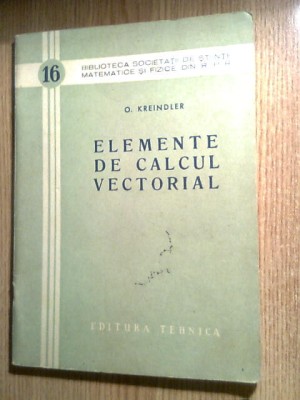 16
BIBLIOTECA SOCIETĂȚII DE ȘTIINȚE
MATEMATICE ȘI FIZICE DIN R.P.R.
O. KREINDLER
ELEMENTE
DE CALCUL
VECTORIAL
EDITURA TEHNICĂ